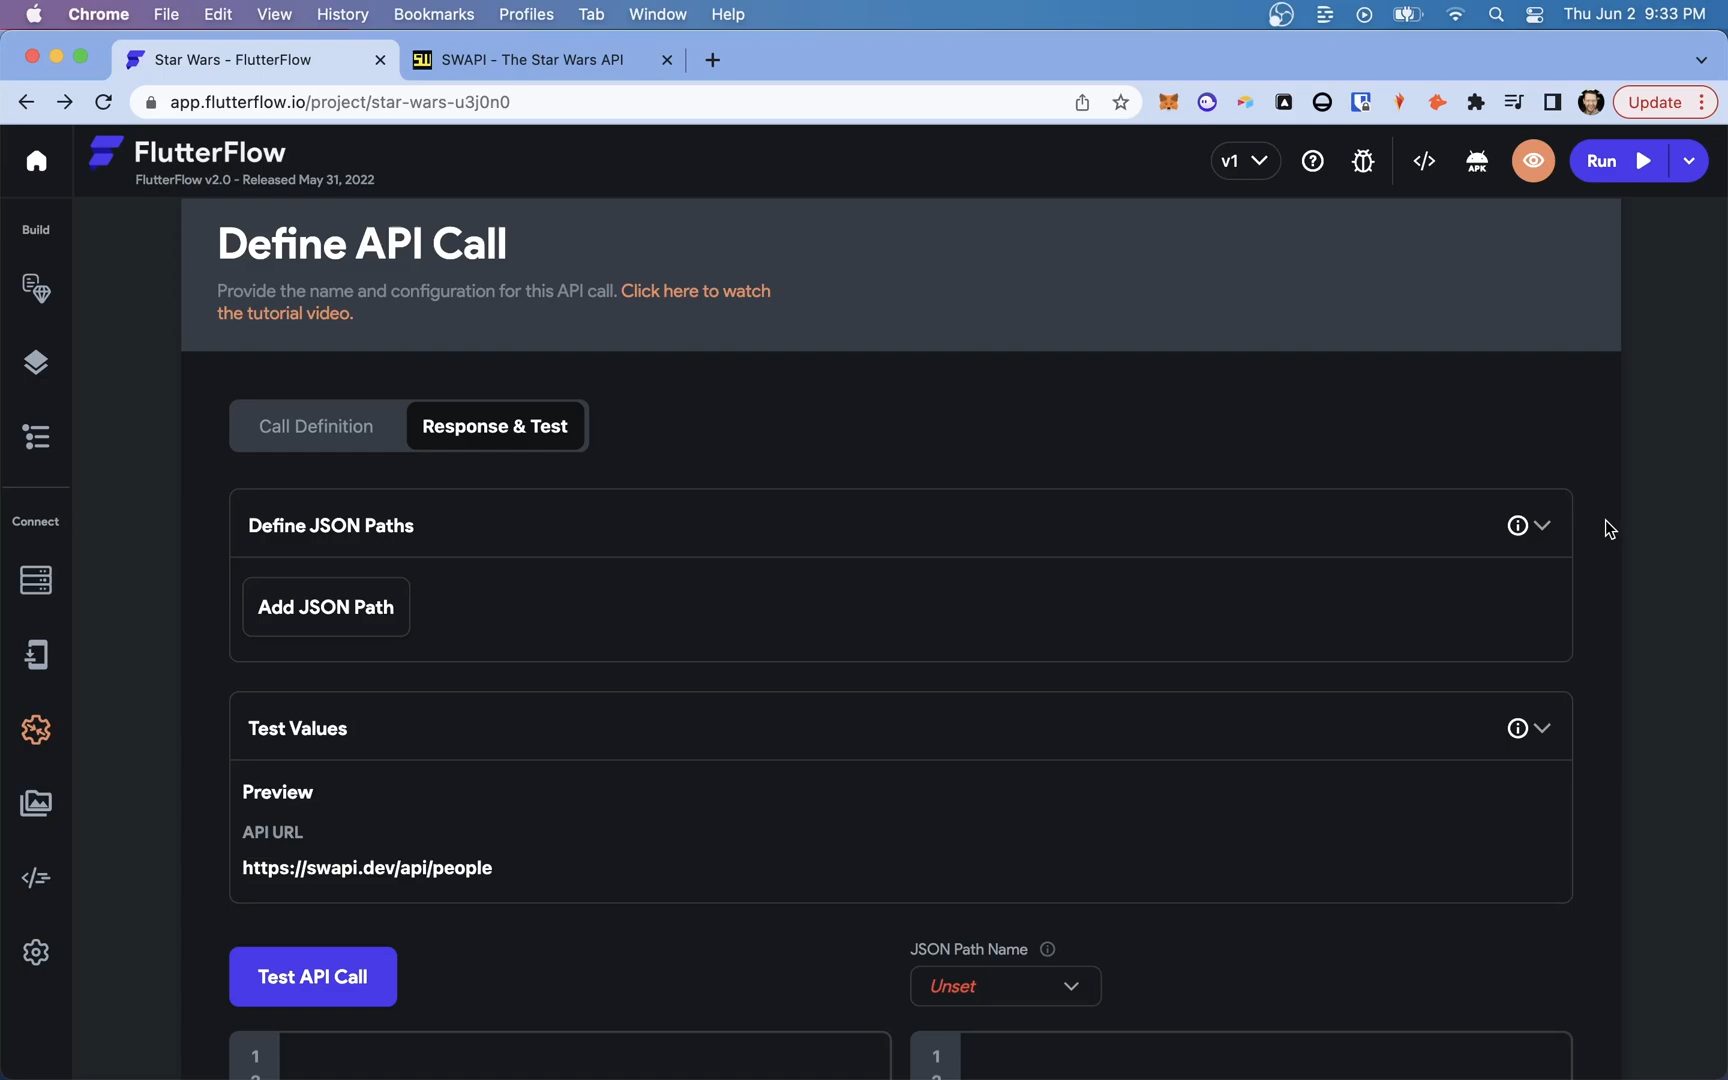 Chrome File Edit View History Bookmarks Profiles Tab Window Help Thu Jun 2 9:33 PM
Star Wars - FlutterFlow SWAPI - The Star Wars API
app.flutterflow.io/project/star-wars-u3j0n0 Update
FlutterFlow
FlutterFlow v2.0 - Released May 31, 2022
v1 APK Run
Build
Define API Call
Provide the name and configuration for this API call. Click here to watch
the tutorial video.
Call Definition Response & Test
Connect
Define JSON Paths
Add JSON Path
Test Values
Preview
API URL
https://swapi.dev/api/people
JSON Path Name
Test API Call Unset
1 1